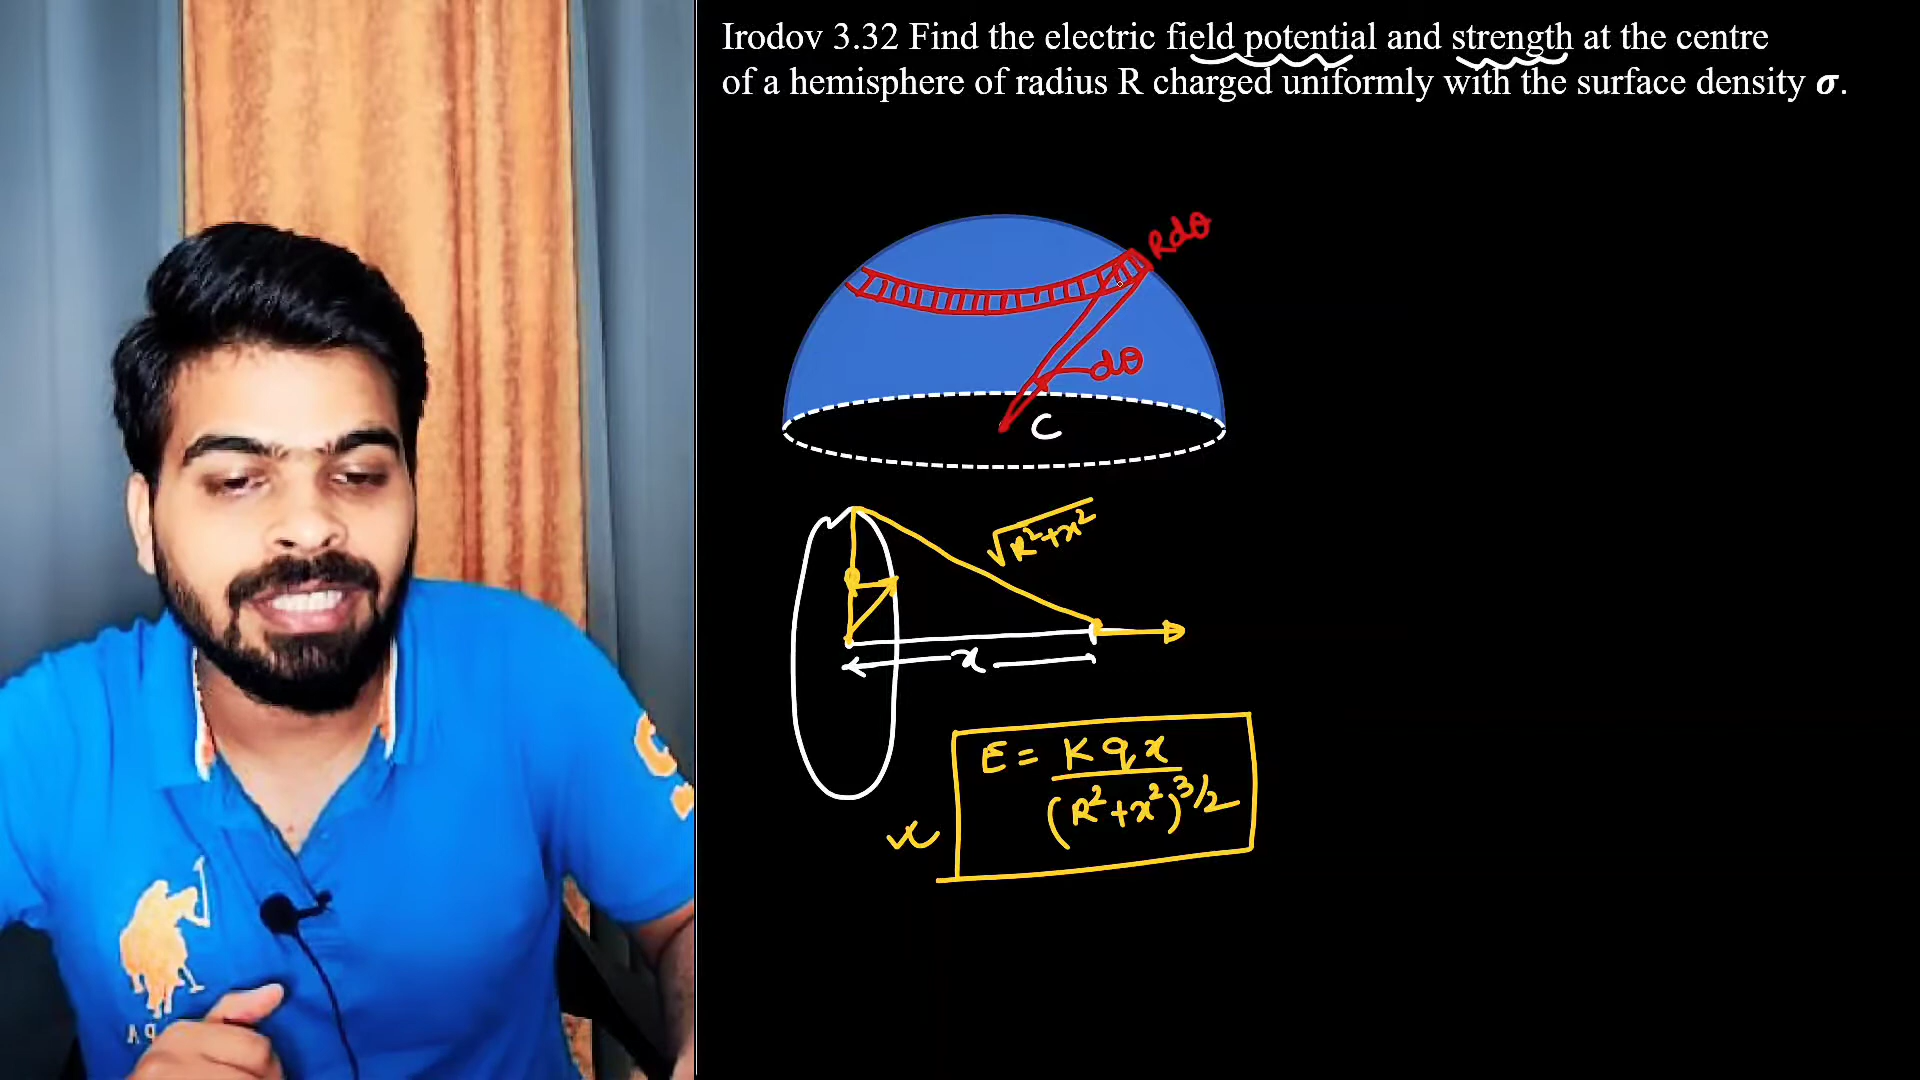 Irodov 3.32 Find the electric field potential and strength at the centre
of a hemisphere of radius R charged uniformly with the surface density σ.
Rdθ
dθ
C
√R²+x²
x
E = Kqx
(R²+x²)^3/2